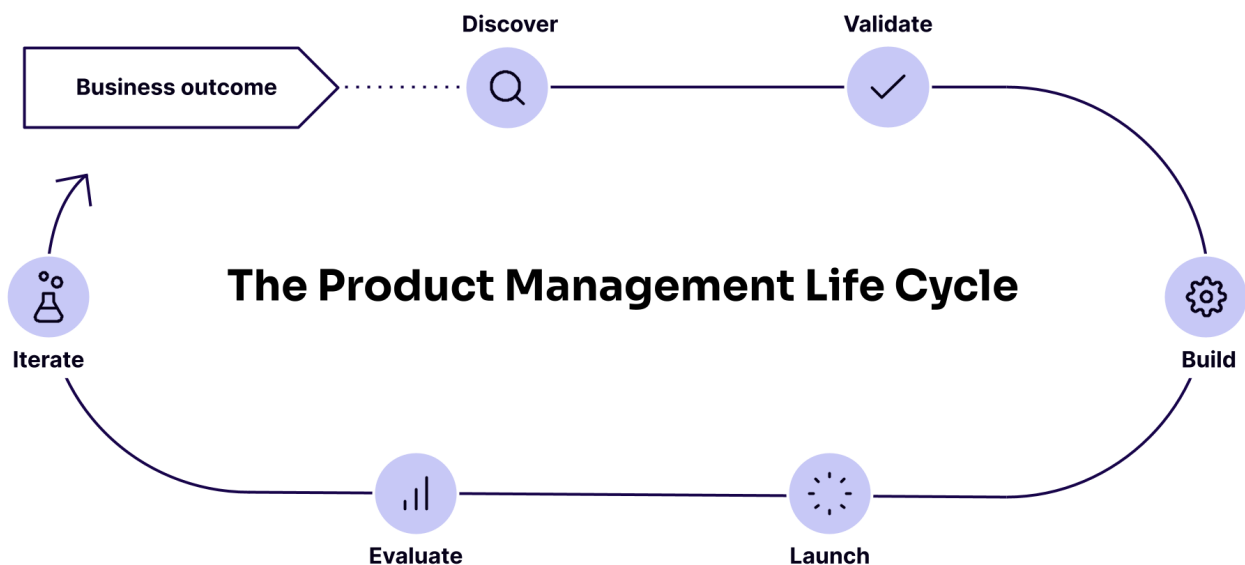 Discover
Validate
Business outcome
The Product Management Life Cycle
Iterate
Build
Evaluate
Launch